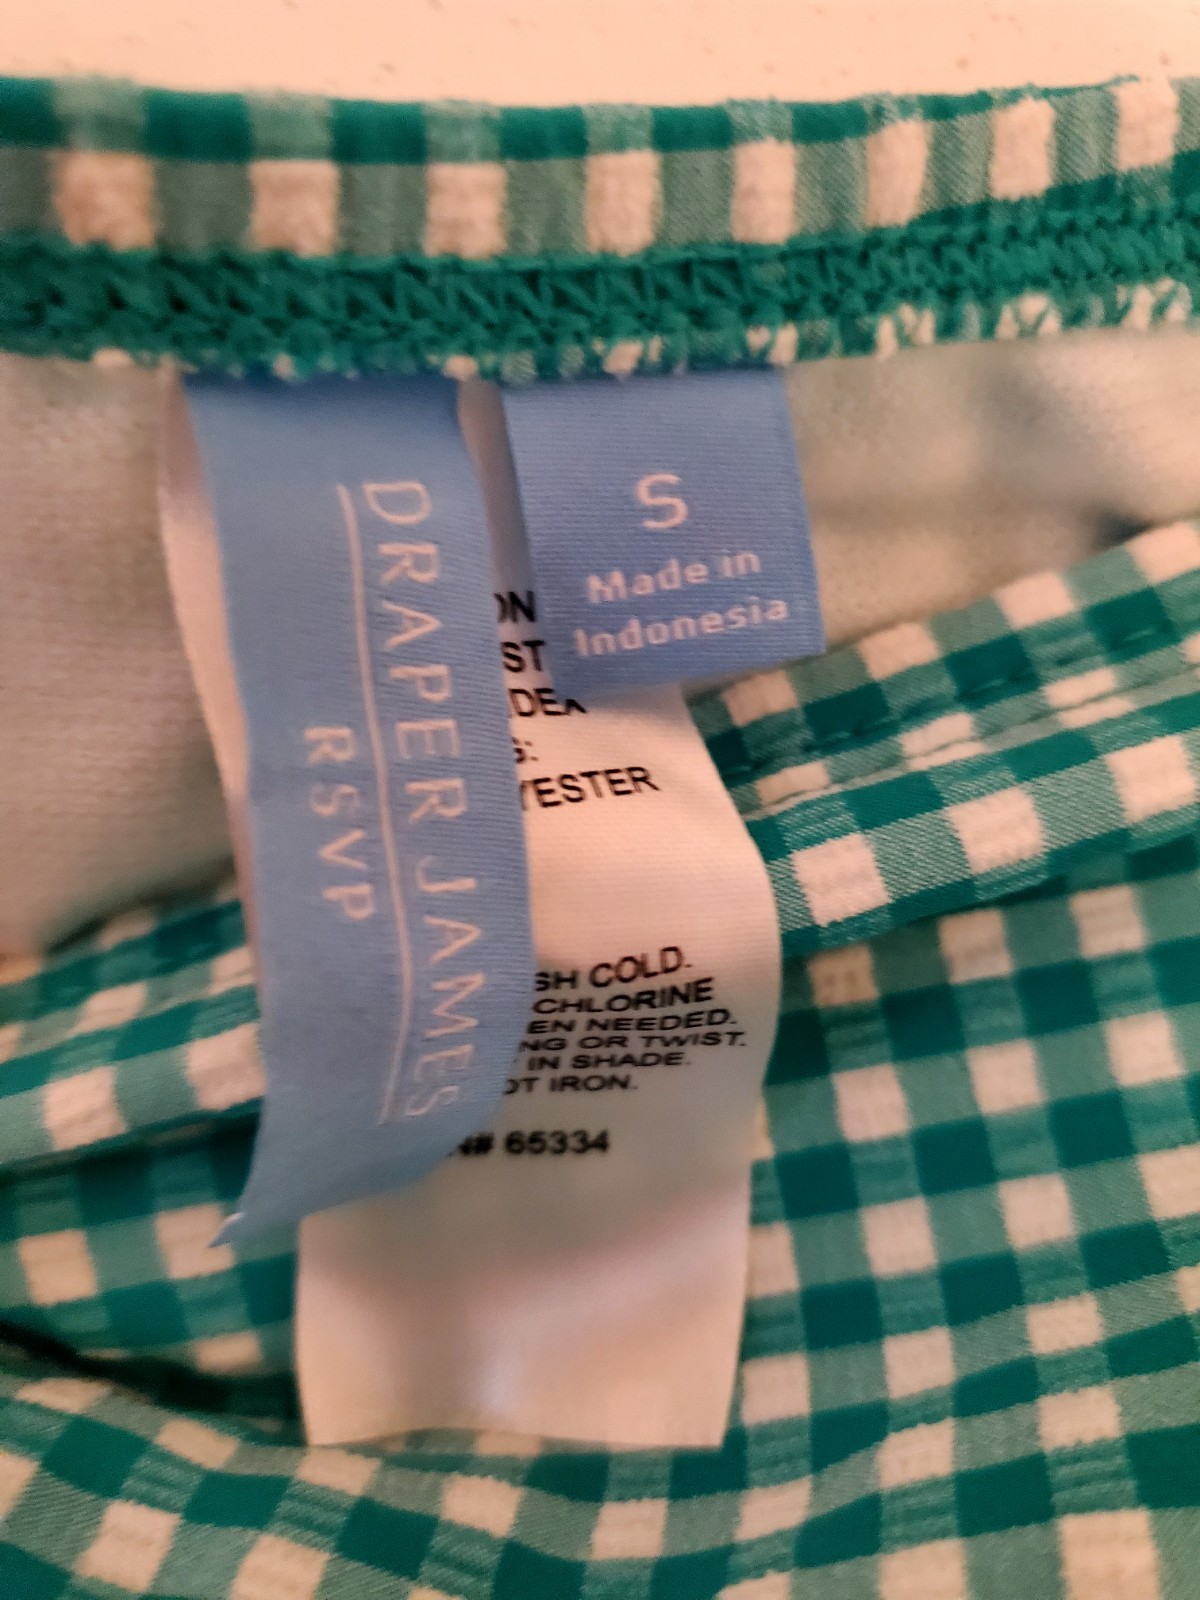 DRAPER JAMES
RSVP
S
Made in
Indonesia
ON
ST
DEX
G:
YESTER
SH COLD.
CHLORINE
EN NEEDED.
NG OR TWIST.
IN SHADE.
OT IRON.
N# 65334